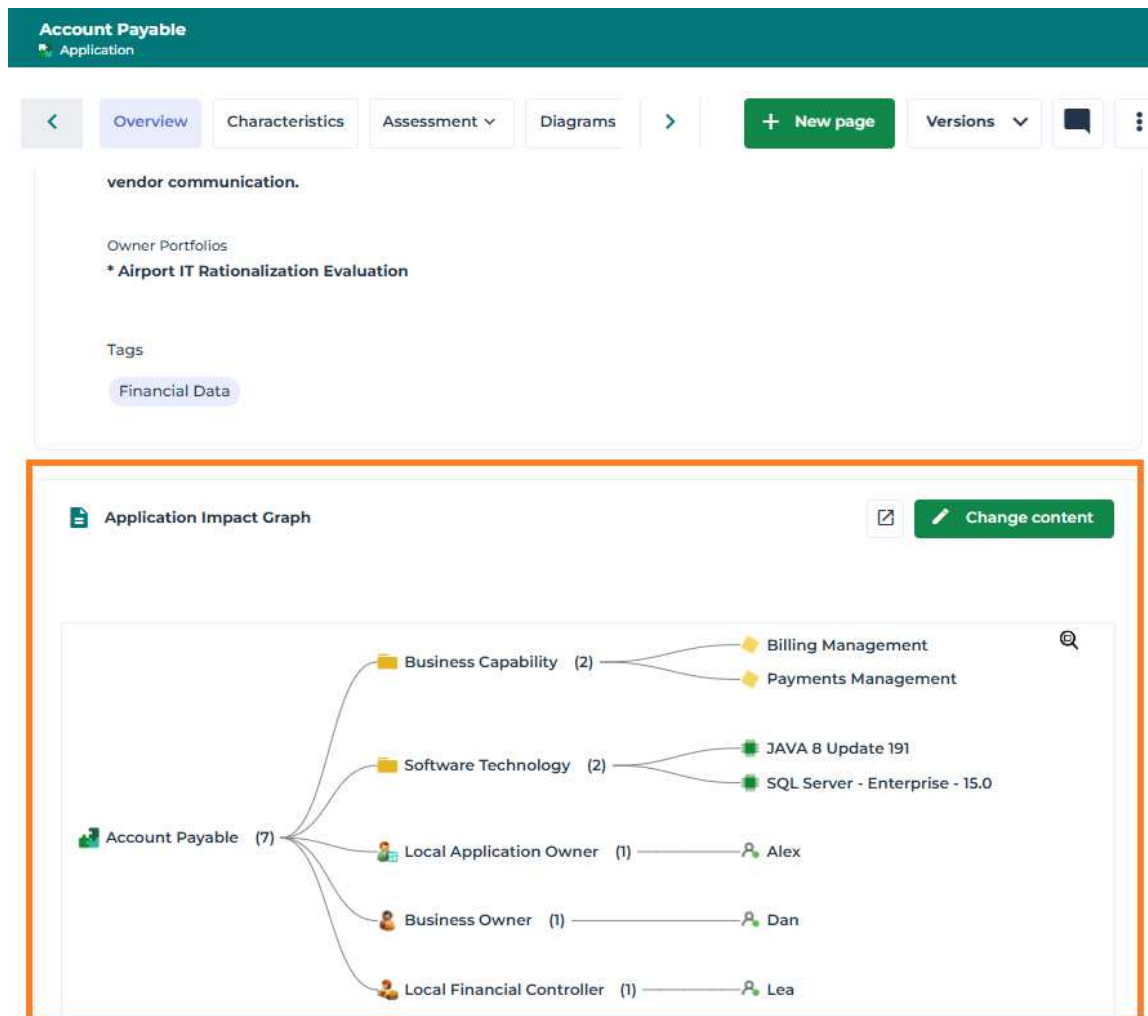 Account Payable
Application
Overview Characteristics Assessment Diagrams + New page Versions
vendor communication.
Owner Portfolios
* Airport IT Rationalization Evaluation
Tags
Financial Data
Application Impact Graph Change content
Billing Management
Business Capability (2)
Payments Management
JAVA 8 Update 191
Software Technology (2)
SQL Server - Enterprise - 15.0
Account Payable (7)
Local Application Owner (1) Alex
Business Owner (1) Dan
Local Financial Controller (1) Lea